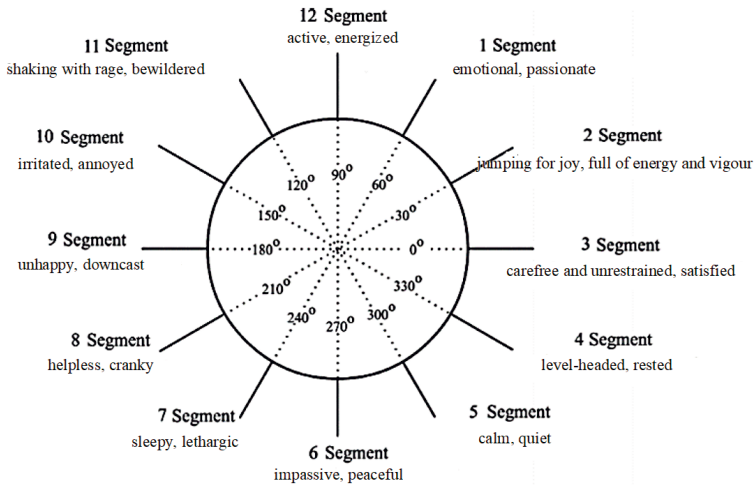 12 Segment
active, energized
11 Segment
shaking with rage, bewildered
1 Segment
emotional, passionate
10 Segment
irritated, annoyed
2 Segment
jumping for joy, full of energy and vigour
120°
90°
60°
150°
30°
9 Segment
unhappy, downcast
180°
0°
3 Segment
carefree and unrestrained, satisfied
210°
330°
240°
270°
300°
8 Segment
helpless, cranky
4 Segment
level-headed, rested
7 Segment
sleepy, lethargic
5 Segment
calm, quiet
6 Segment
impassive, peaceful